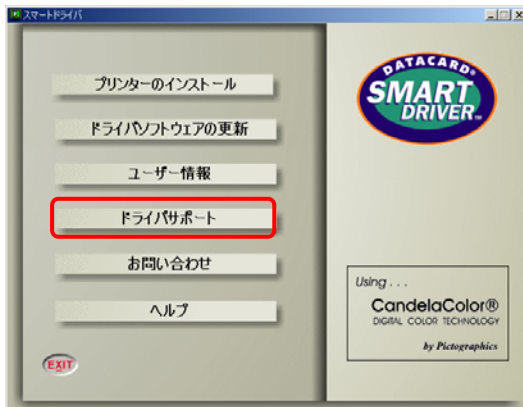 スマートドライバ
プリンターのインストール
ドライバソフトウェアの更新
ユーザー情報
ドライバサポート
お問い合わせ
ヘルプ
EXIT
DATACARD®
SMART
DRIVER™
Using . . .
CandelaColor®
DIGITAL COLOR TECHNOLOGY
by Pictographics